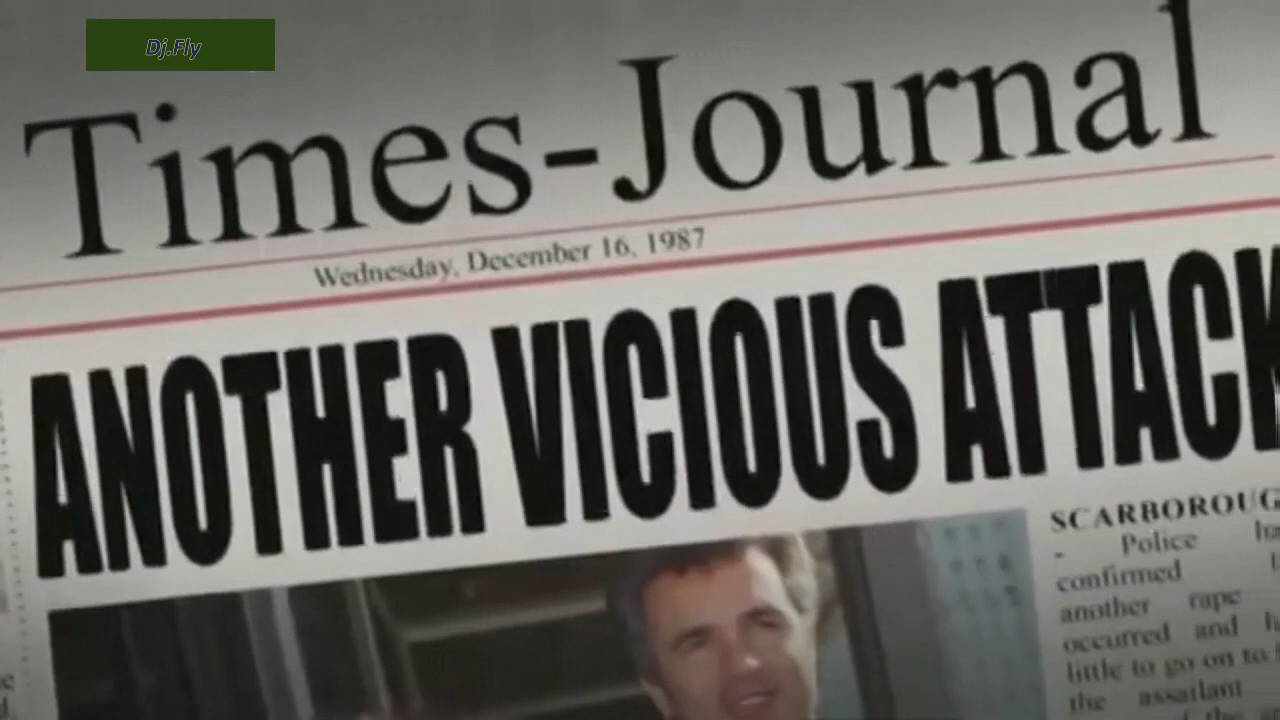 Dj.Fly
Times-Journal
Wednesday, December 16, 1987
ANOTHER VICIOUS ATTACK
SCARBOROUG
- Police ha
confirmed
another rape
occurred and
little to go on to
the assailant